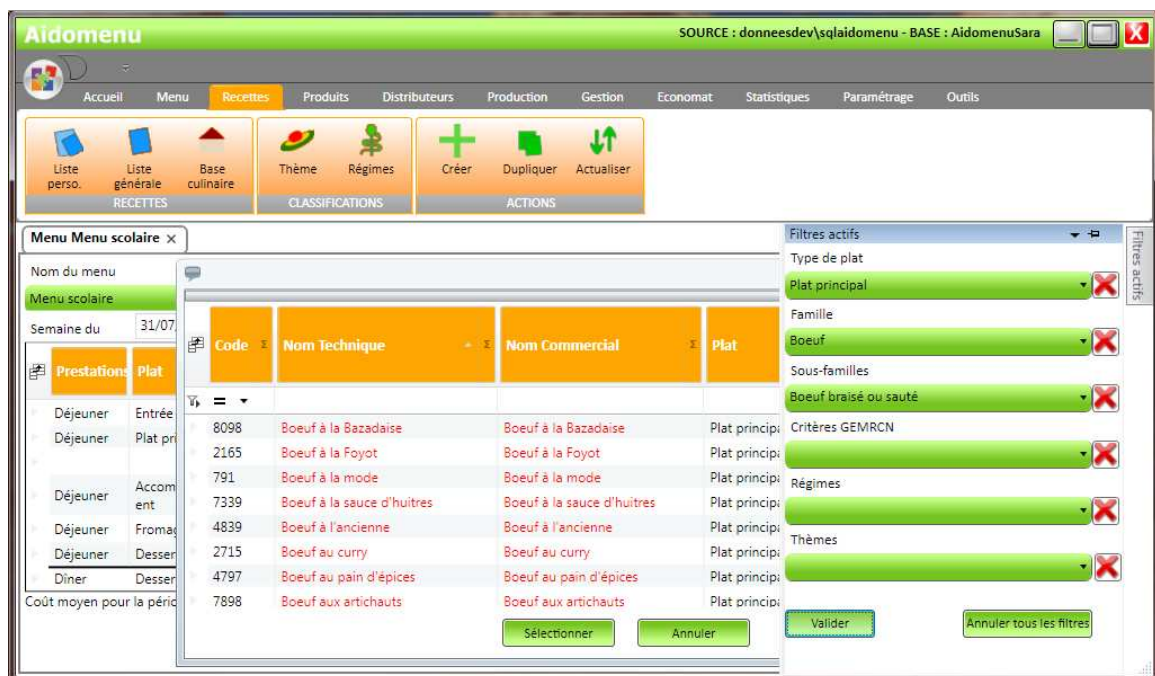 Aidomenu SOURCE : donneesdev\sqlaidomenu - BASE : AidomenuSara
Accueil Menu Recettes Produits Distributeurs Production Gestion Economat Statistiques Paramétrage Outils
Liste perso.
Liste générale
Base culinaire
RECETTES
Thème
Régimes
CLASSIFICATIONS
Créer
Dupliquer
Actualiser
ACTIONS
Menu Menu scolaire x
Nom du menu
Menu scolaire
Semaine du 31/07
Prestations Plat
Déjeuner Entrée
Déjeuner Plat pri
Déjeuner Accom
ent
Déjeuner Fromag
Déjeuner Desser
Dîner Desser
Coût moyen pour la péric
Code Σ Nom Technique Σ Nom Commercial Σ Plat
=
8098 Boeuf à la Bazadaise Boeuf à la Bazadaise Plat principa
2165 Boeuf à la Foyot Boeuf à la Foyot Plat principa
791 Boeuf à la mode Boeuf à la mode Plat principa
7339 Boeuf à la sauce d'huitres Boeuf à la sauce d'huitres Plat principa
4839 Boeuf à l'ancienne Boeuf à l'ancienne Plat principa
2715 Boeuf au curry Boeuf au curry Plat principa
4797 Boeuf au pain d'épices Boeuf au pain d'épices Plat principa
7898 Boeuf aux artichauts Boeuf aux artichauts Plat principa
Sélectionner Annuler
Filtres actifs
Type de plat
Plat principal
Famille
Boeuf
Sous-familles
Boeuf braisé ou sauté
Critères GEMRCN
Régimes
Thèmes
Valider Annuler tous les filtres
Filtres actifs